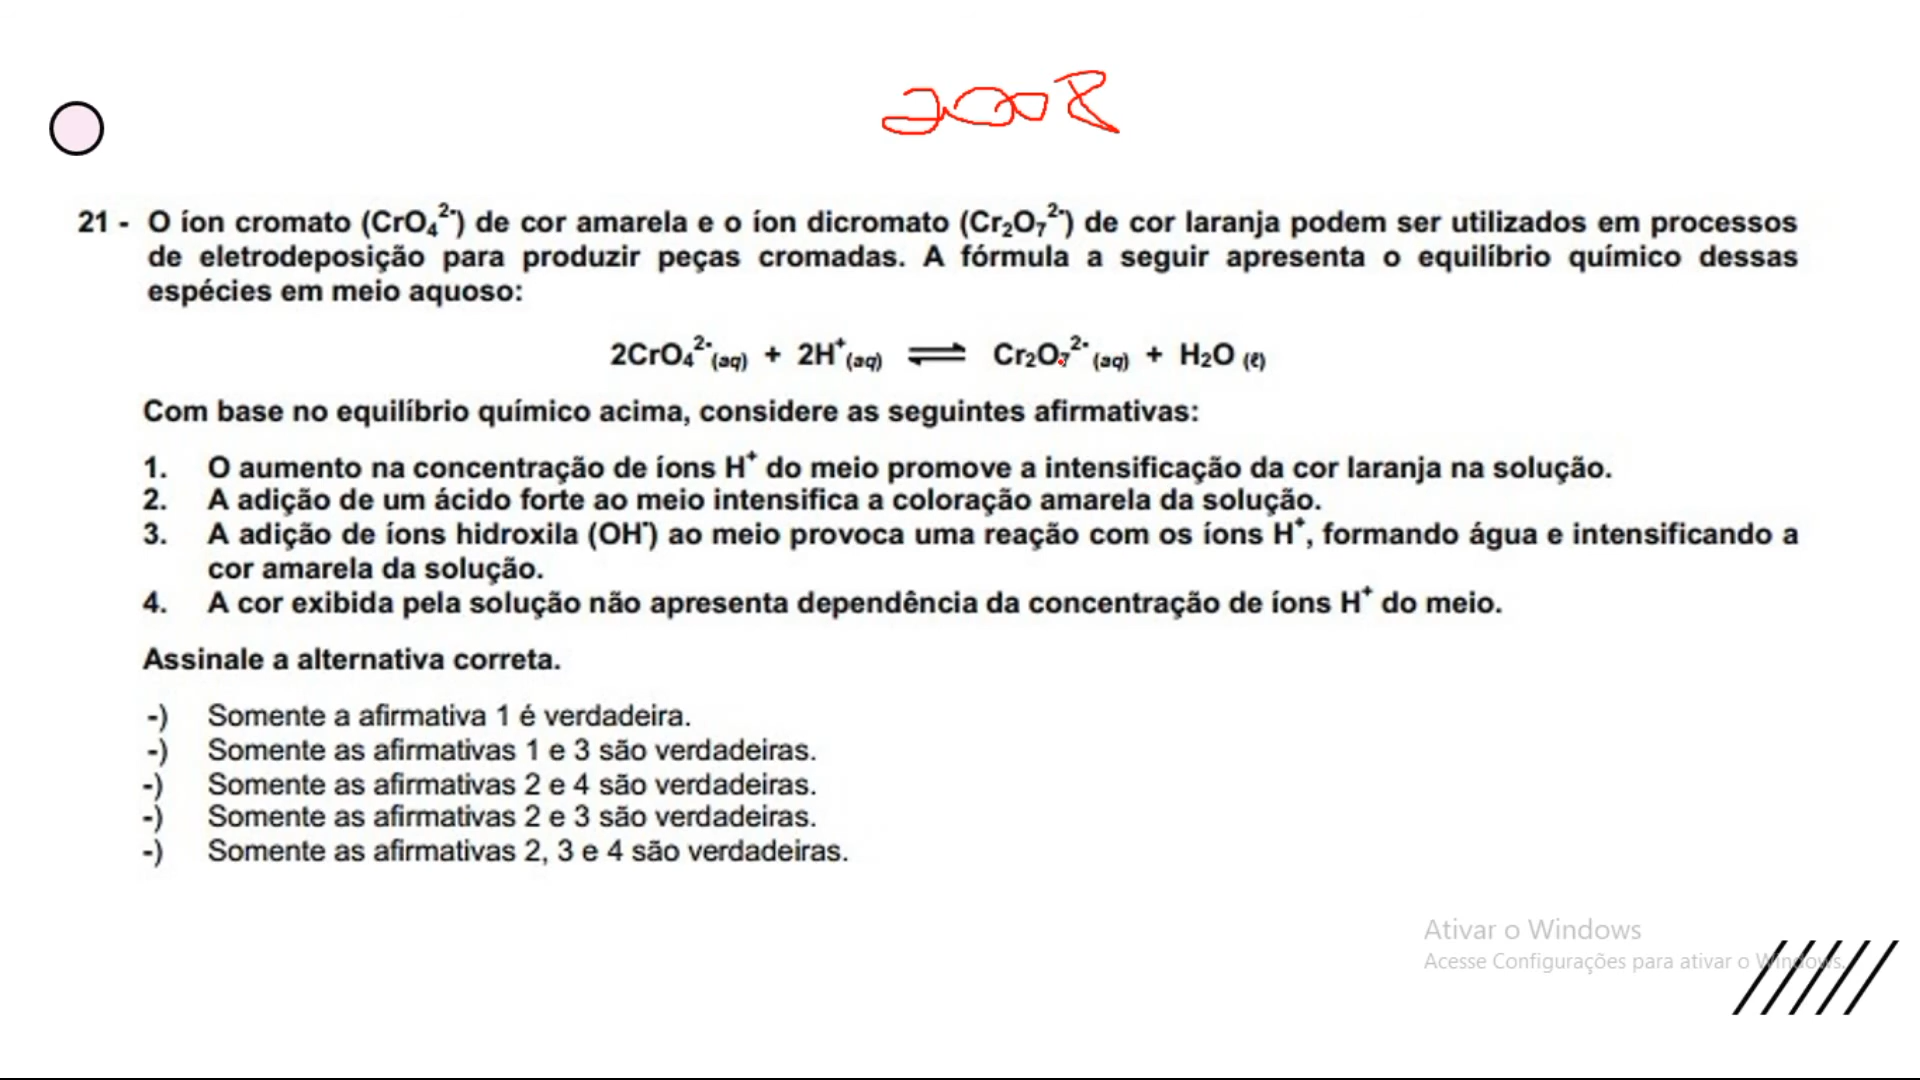 2008
21 - O íon cromato (CrO₄²⁻) de cor amarela e o íon dicromato (Cr₂O₇²⁻) de cor laranja podem ser utilizados em processos
de eletrodeposição para produzir peças cromadas. A fórmula a seguir apresenta o equilíbrio químico dessas
espécies em meio aquoso:
2CrO₄²⁻(aq) + 2H⁺(aq) ⇌ Cr₂O₇²⁻(aq) + H₂O (ℓ)
Com base no equilíbrio químico acima, considere as seguintes afirmativas:
1. O aumento na concentração de íons H⁺ do meio promove a intensificação da cor laranja na solução.
2. A adição de um ácido forte ao meio intensifica a coloração amarela da solução.
3. A adição de íons hidroxila (OH⁻) ao meio provoca uma reação com os íons H⁺, formando água e intensificando a
cor amarela da solução.
4. A cor exibida pela solução não apresenta dependência da concentração de íons H⁺ do meio.
Assinale a alternativa correta.
-) Somente a afirmativa 1 é verdadeira.
-) Somente as afirmativas 1 e 3 são verdadeiras.
-) Somente as afirmativas 2 e 4 são verdadeiras.
-) Somente as afirmativas 2 e 3 são verdadeiras.
-) Somente as afirmativas 2, 3 e 4 são verdadeiras.
Ativar o Windows
Acesse Configurações para ativar o Windows.